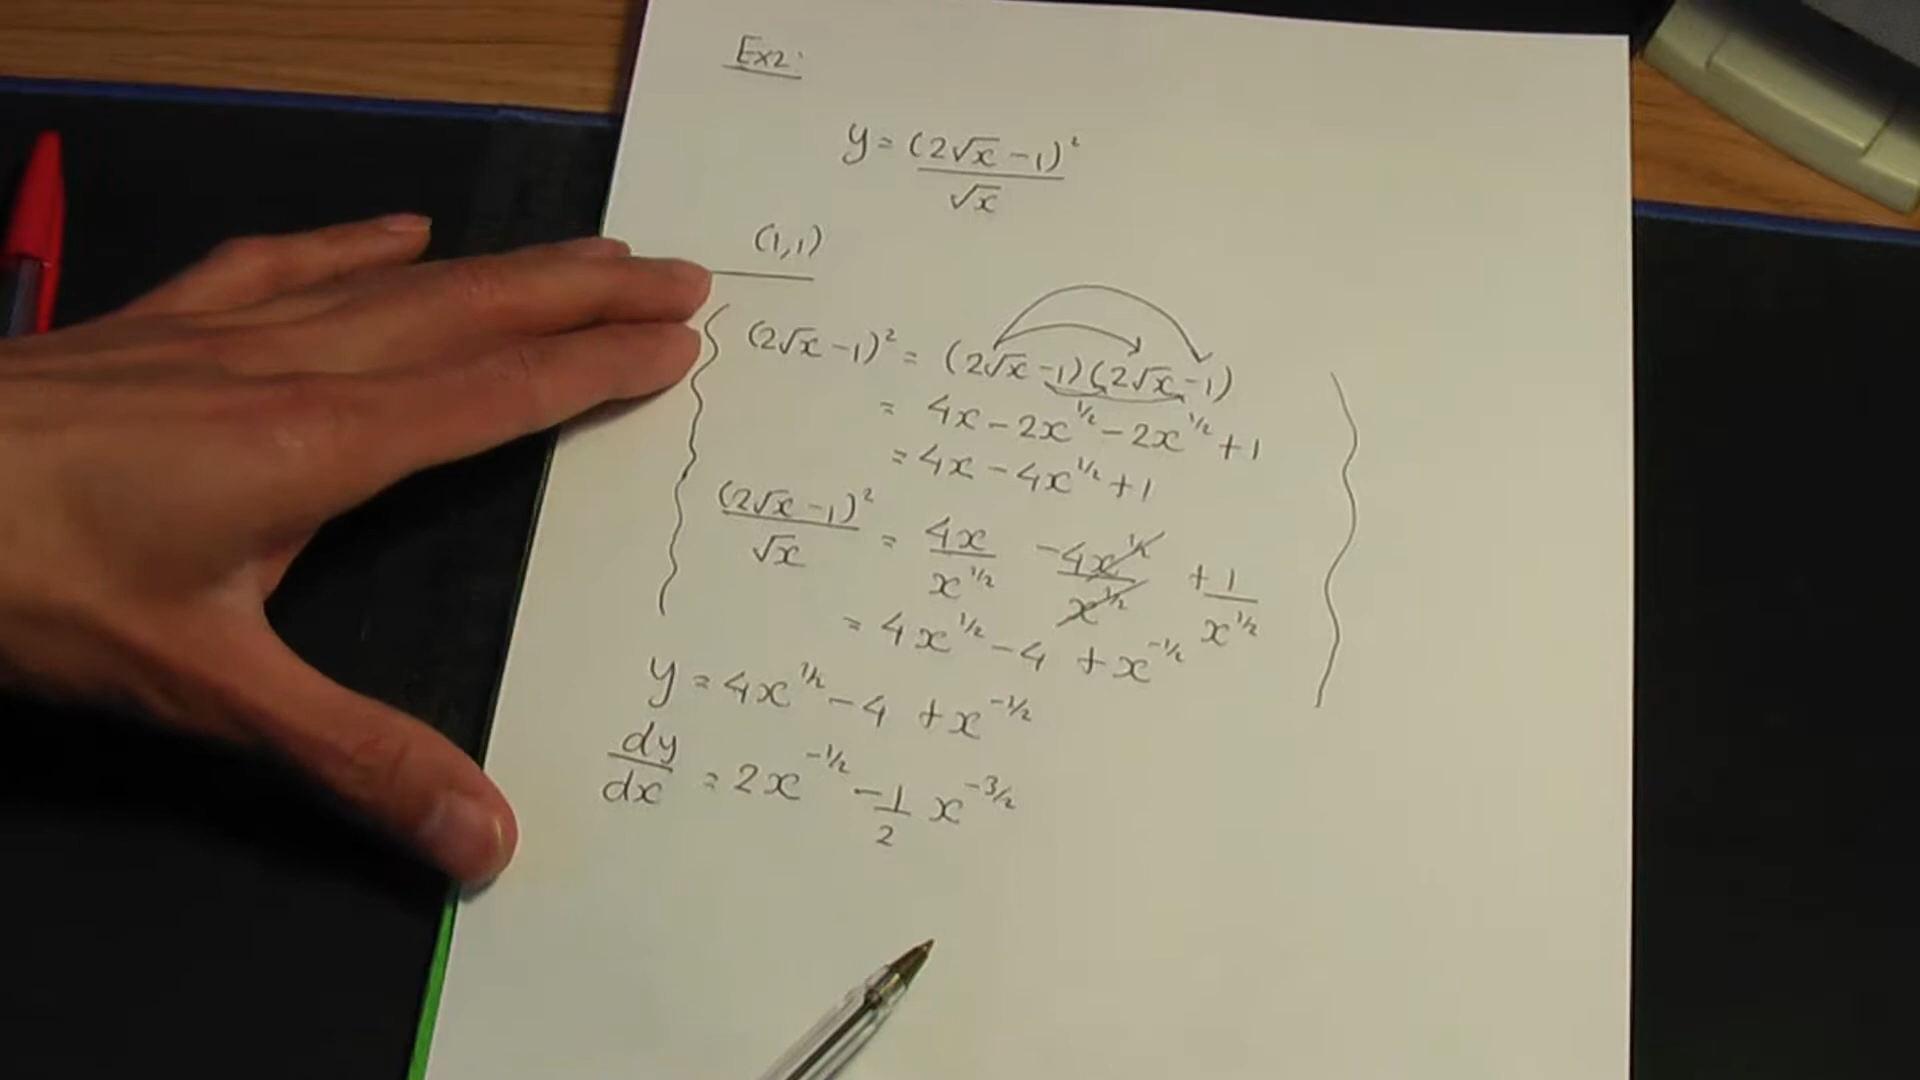 Ex2:
y = (2√x - 1)² / √x
(1,1)
(2√x - 1)² = (2√x - 1)(2√x - 1)
= 4x - 2x^1/2 - 2x^1/2 + 1
= 4x - 4x^1/2 + 1
(2√x - 1)² / √x = 4x / x^1/2 - 4x^1/2 / x^1/2 + 1 / x^1/2
= 4x^1/2 - 4 + x^-1/2
y = 4x^1/2 - 4 + x^-1/2
dy/dx = 2x^-1/2 - 1/2 x^-3/2